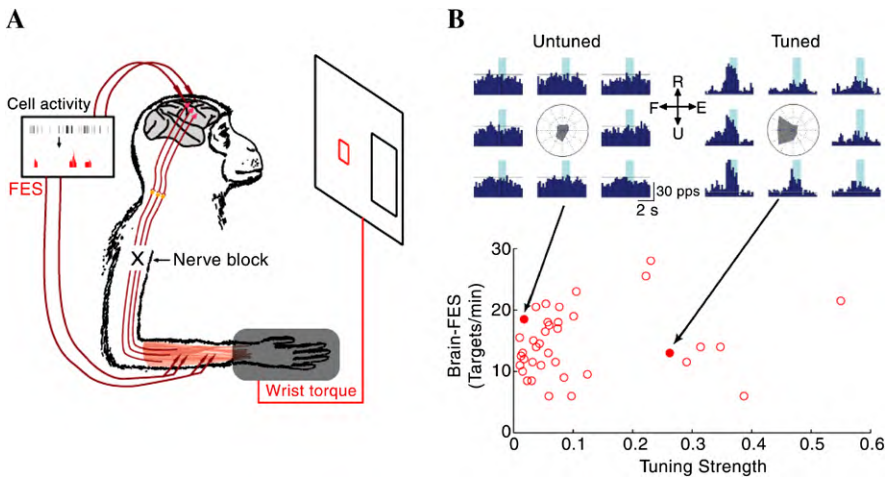 A
Cell activity
FES
X
Nerve block
Wrist torque
B
Untuned
Tuned
R
F
E
U
30 pps
2 s
30
20
10
0
Brain-FES
(Targets/min)
0
0.1
0.2
0.3
0.4
0.5
0.6
Tuning Strength